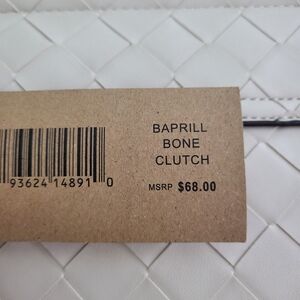 BAPRILL
BONE
CLUTCH
MSRP $68.00
93624 14891 0